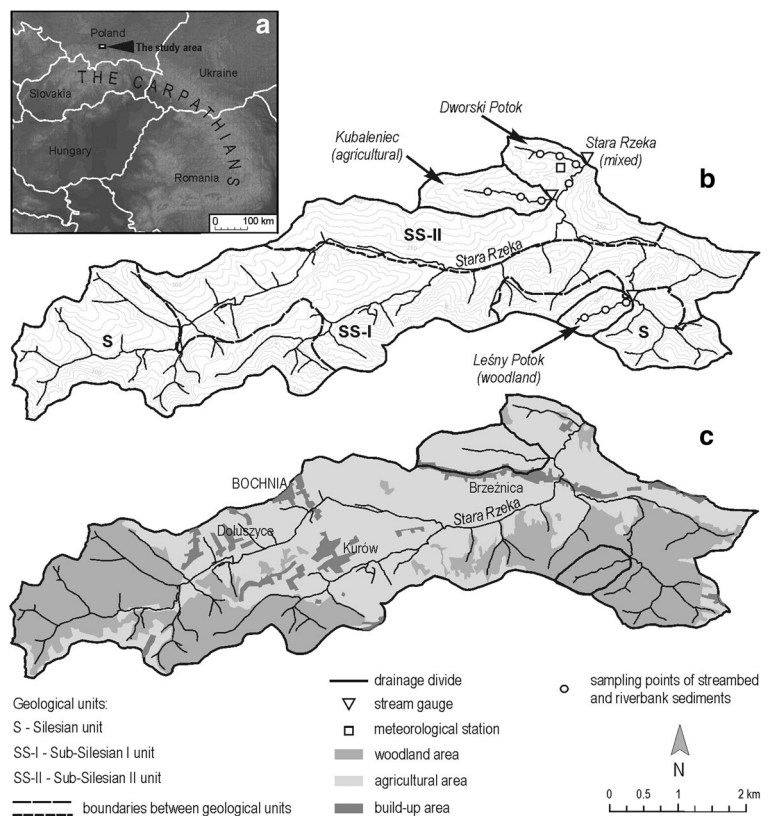 a
Poland
The study area
Ukraine
THE CARPATHIANS
Slovakia
Hungary
Romania
0 100 km
b
Dworski Potok
Kubaleniec
(agricultural)
Stara Rzeka
(mixed)
SS-II
Stara Rzeka
S
SS-I
S
Leśny Potok
(woodland)
c
BOCHNIA
Brzeźnica
Stara Rzeka
Dołuszyce
Kurów
Geological units:
S - Silesian unit
SS-I - Sub-Silesian I unit
SS-II - Sub-Silesian II unit
boundaries between geological units
drainage divide
stream gauge
meteorological station
woodland area
agricultural area
build-up area
sampling points of streambed
and riverbank sediments
N
0 0.5 1 2 km